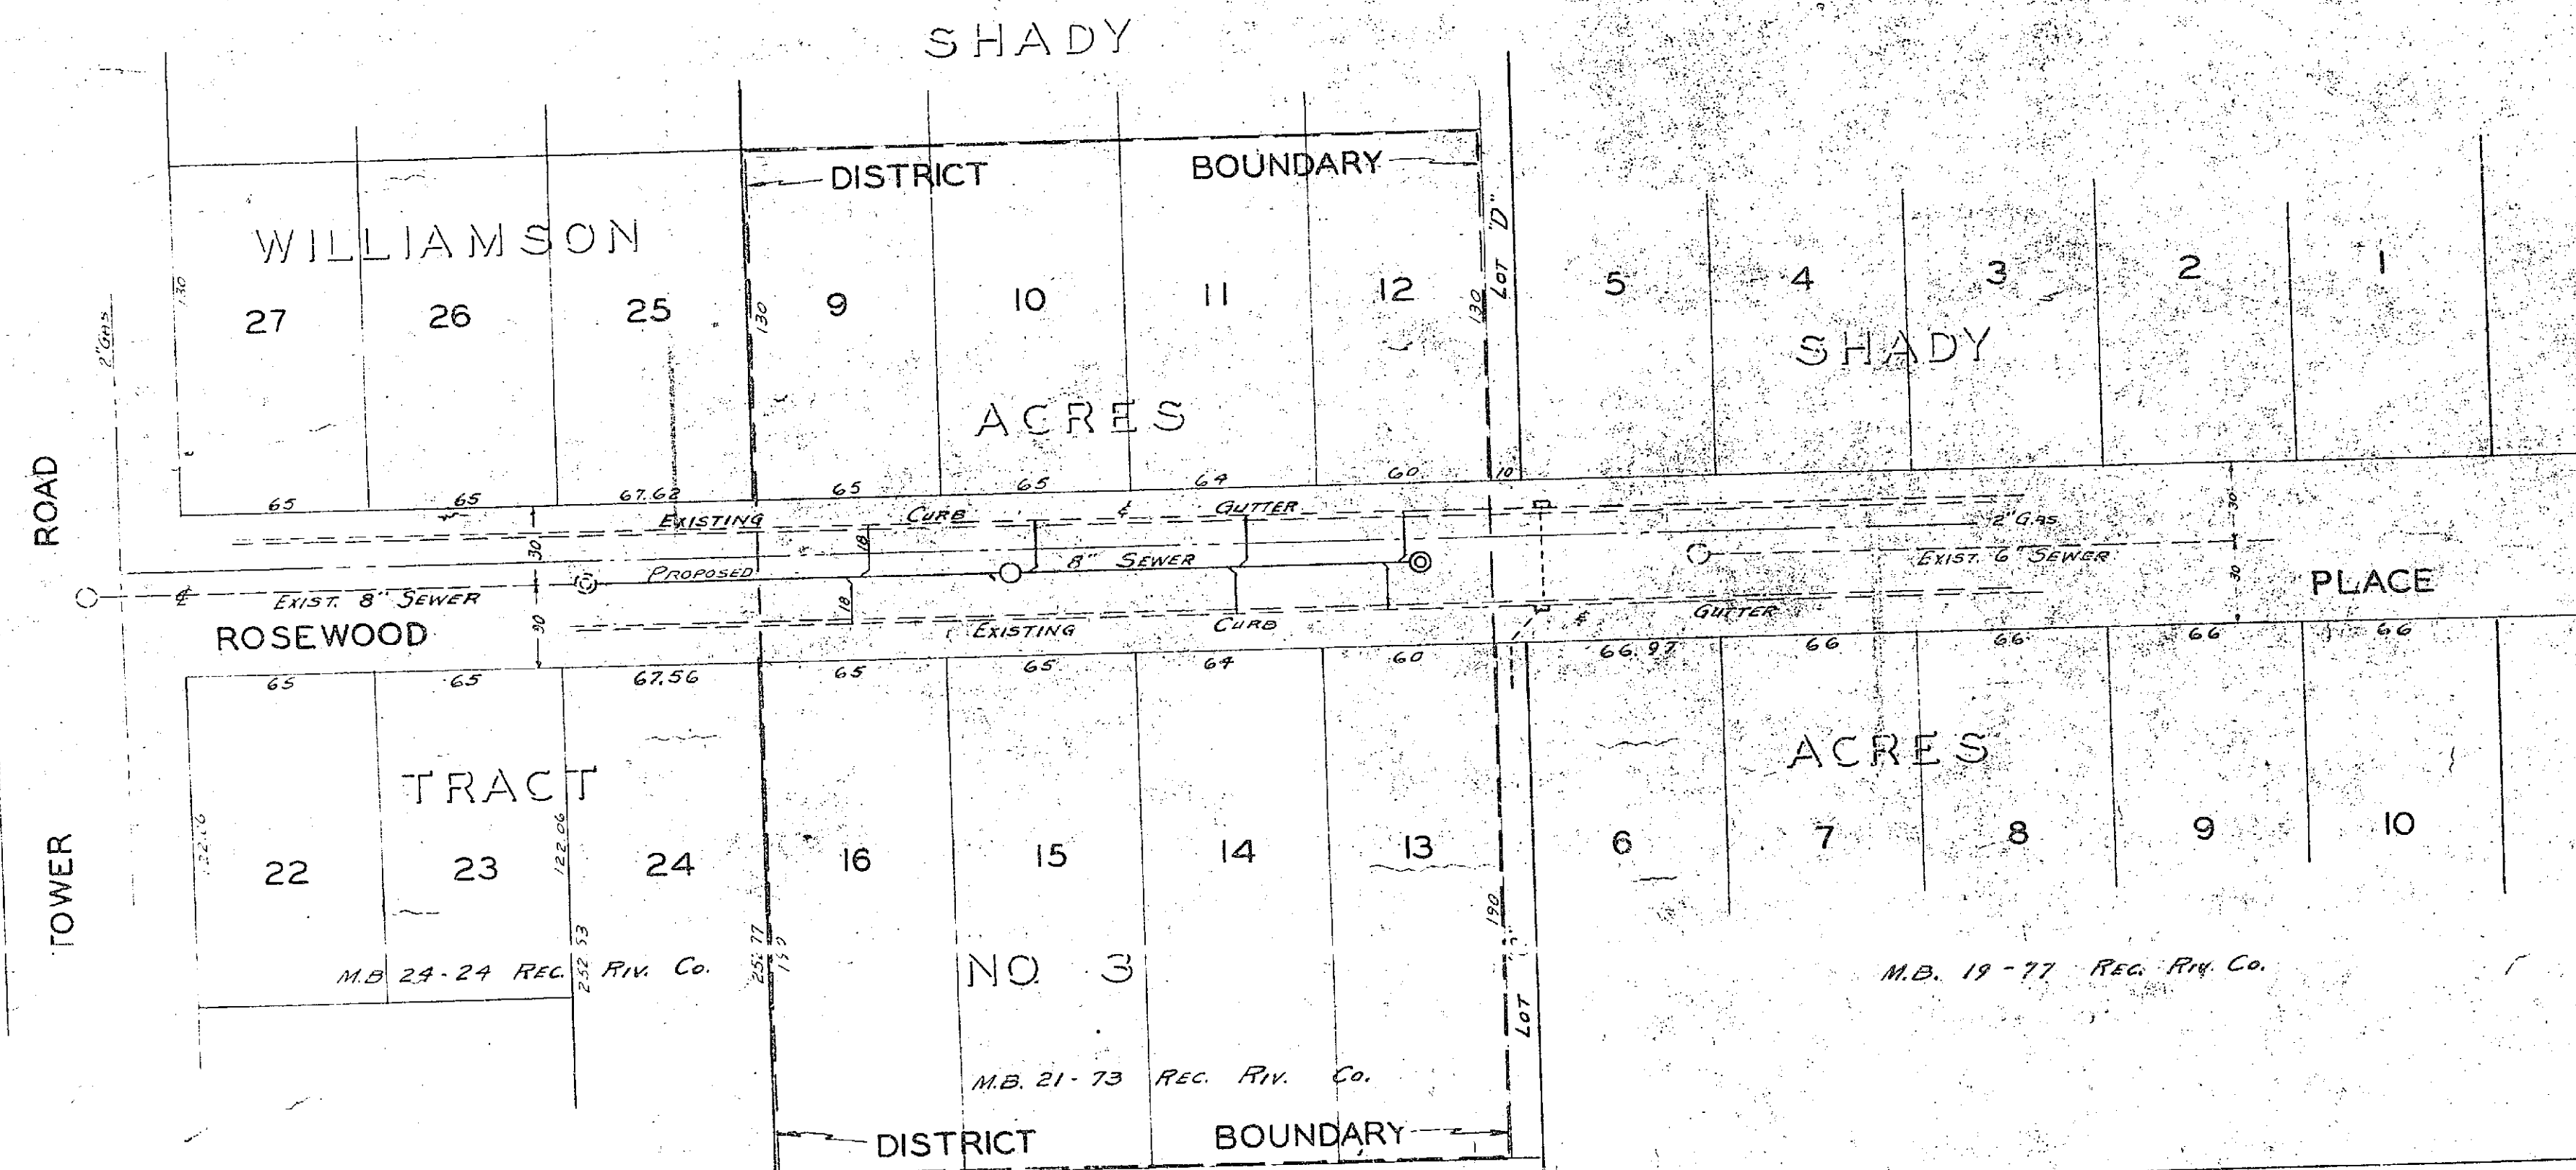 SHADY
DISTRICT BOUNDARY
WILLIAMSON
27 26 25 9 10 11 12 5 4 3 2 1
130 130 130
LOT "D"
2" GAS
SHADY
ACRES
65 65 67.62 65 65 64 60 10
EXISTING CURB & GUTTER
30 18 30
2" GAS
PROPOSED 8" SEWER
EXIST. 6" SEWER
EXIST. 8" SEWER
30 18 30
ROSEWOOD PLACE
EXISTING CURB & GUTTER
65 65 67.56 65 65 64 60 66.97 66 66 66 66
ROAD
TOWER
TRACT
ACRES
122.06
22 23 24 16 15 14 13 6 7 8 9 10
252.53
190
M.B. 24-24 REC. RIV. CO.
NO. 3
M.B. 19-77 REC. RIV. CO.
LOT
M.B. 21-73 REC. RIV. CO.
DISTRICT BOUNDARY